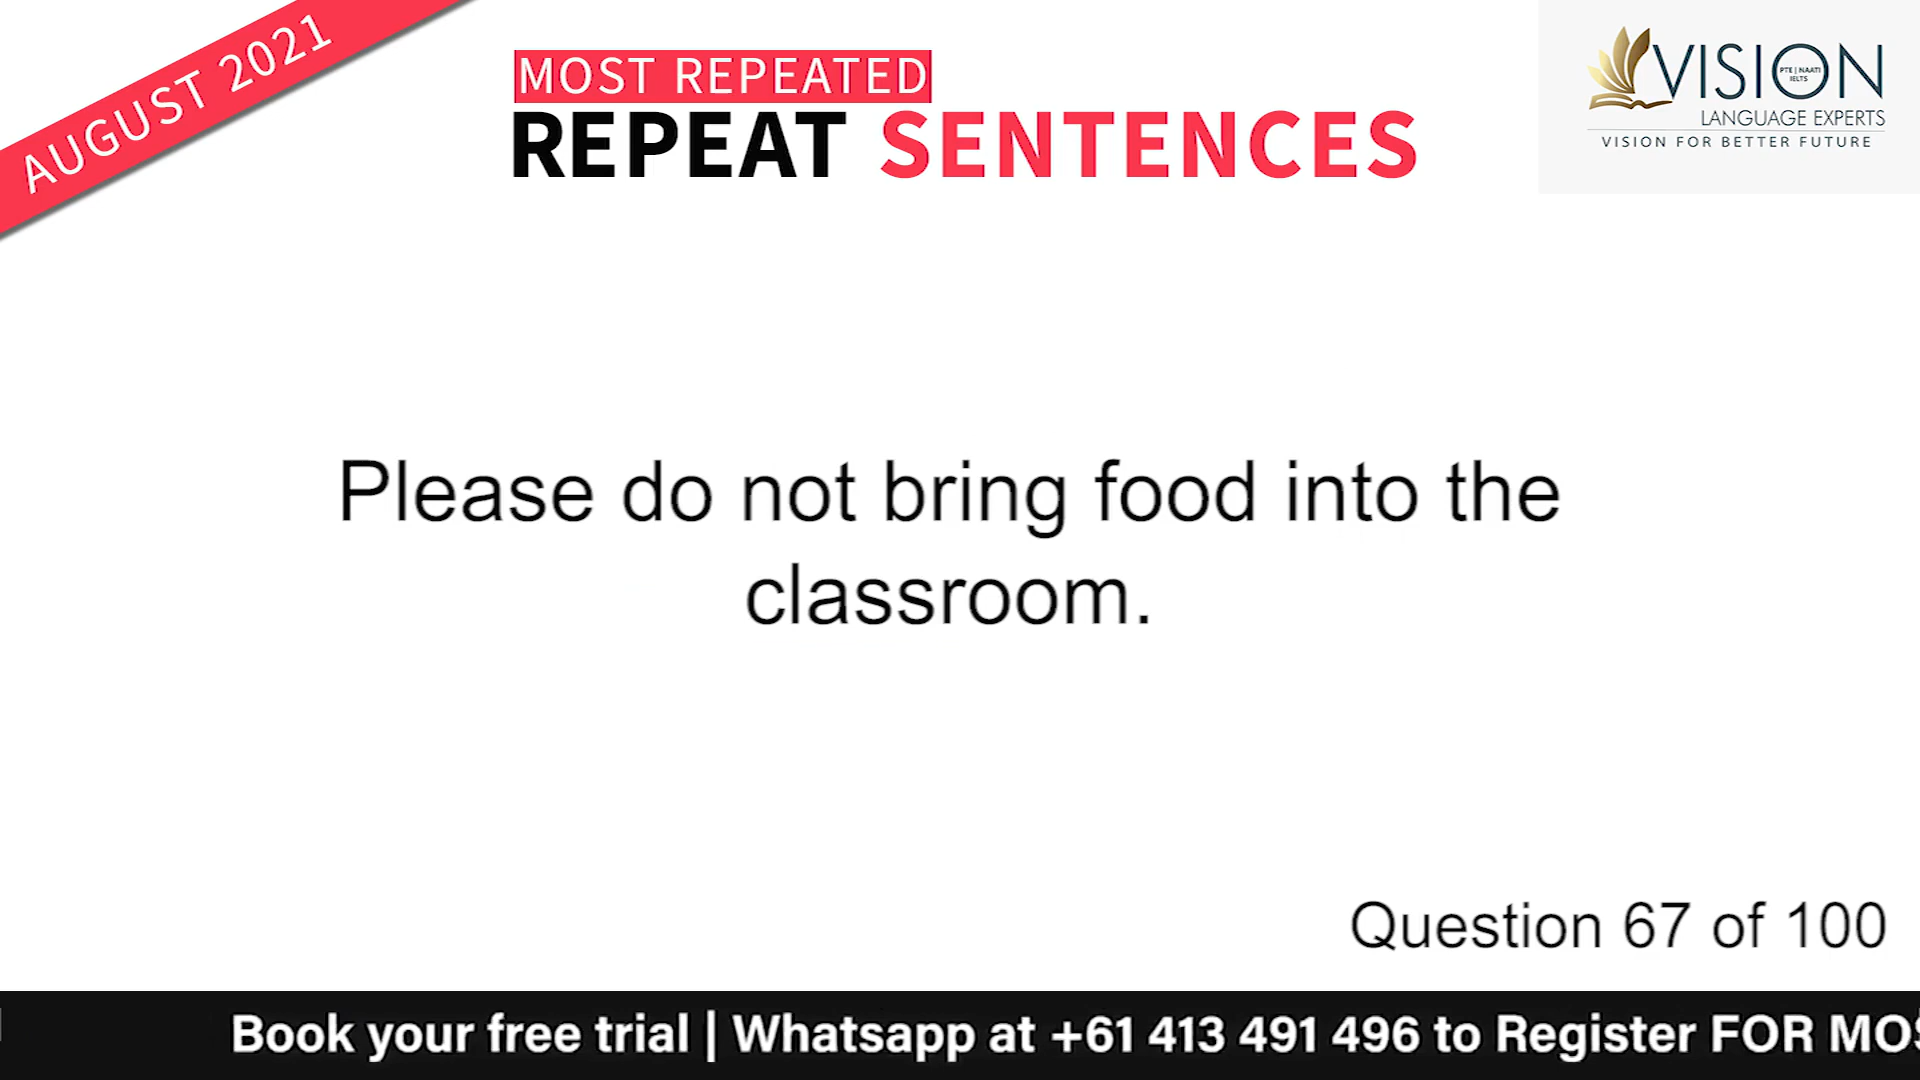 AUGUST 2021
MOST REPEATED
REPEAT SENTENCES
VISION
PTE | NAATI
IELTS
LANGUAGE EXPERTS
VISION FOR BETTER FUTURE
Please do not bring food into the
classroom.
Question 67 of 100
Book your free trial | Whatsapp at +61 413 491 496 to Register FOR MOS